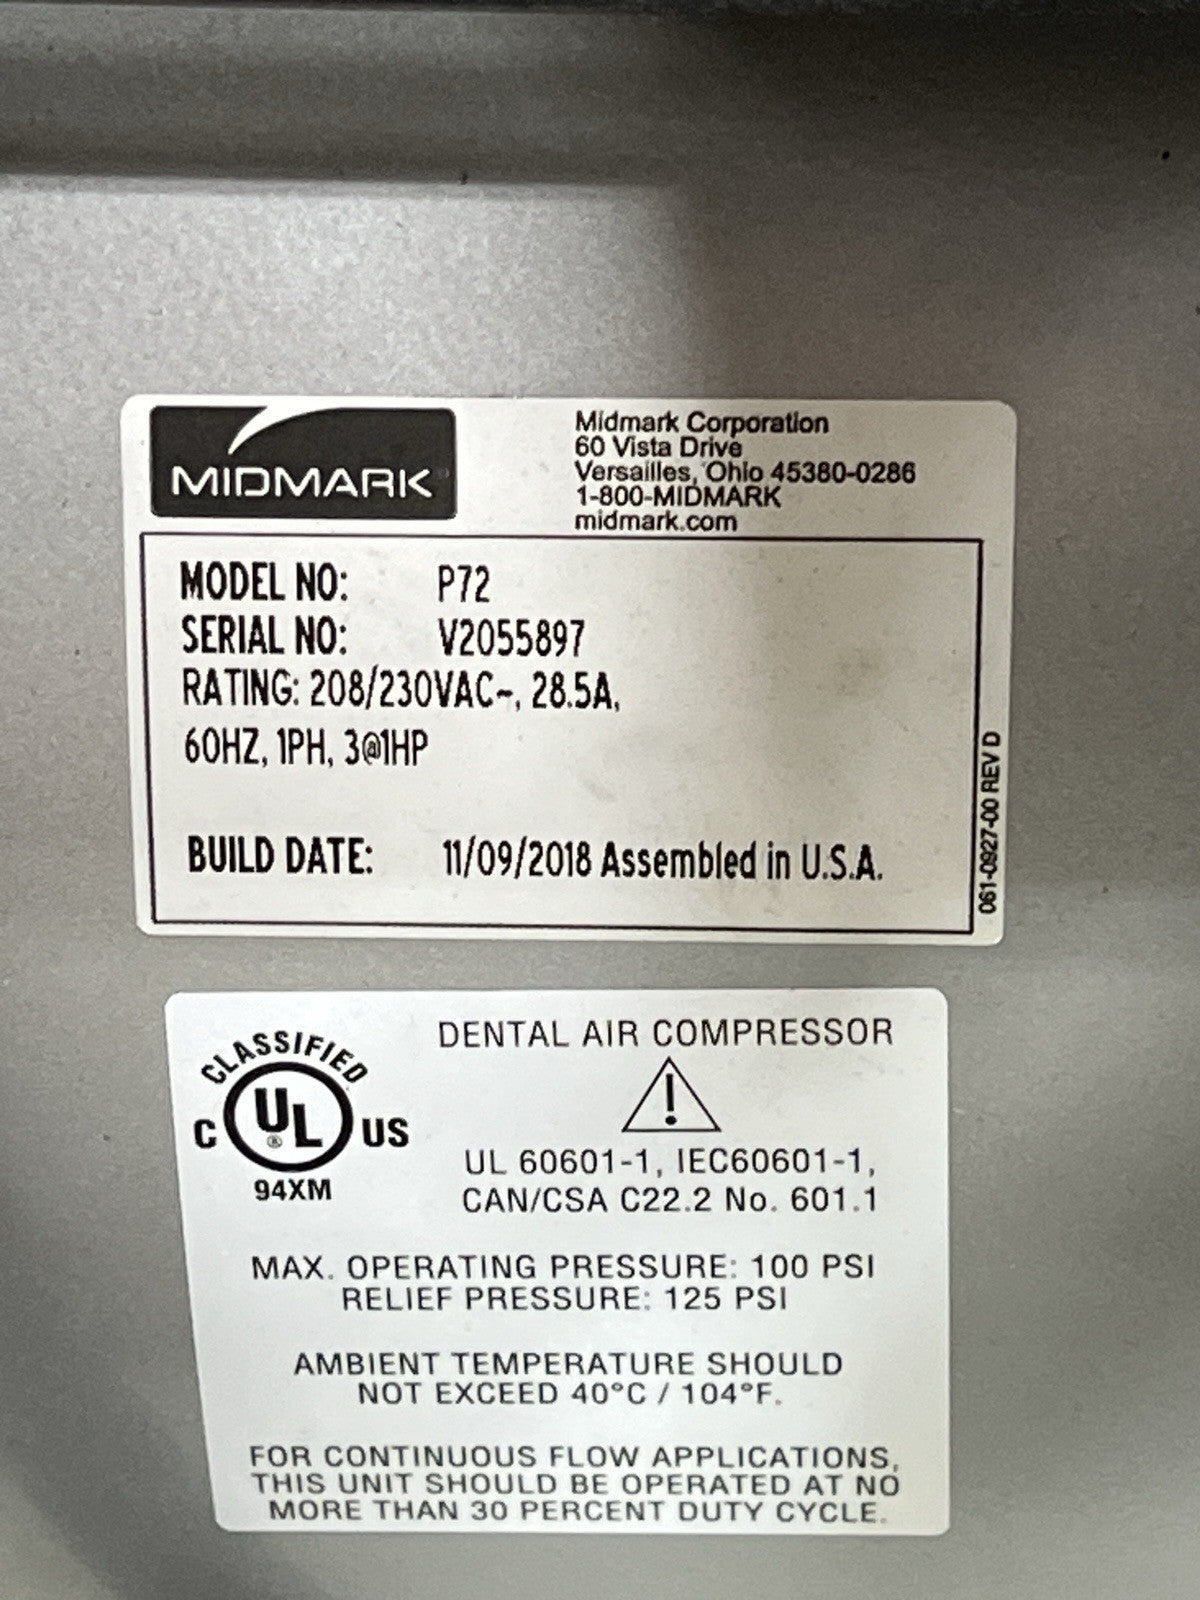 MIDMARK
Midmark Corporation
60 Vista Drive
Versailles, Ohio 45380-0286
1-800-MIDMARK
midmark.com
MODEL NO: P72
SERIAL NO: V2055897
RATING: 208/230VAC~, 28.5A,
60HZ, 1PH, 3@1HP
BUILD DATE: 11/09/2018 Assembled in U.S.A.
061-0927-00 REV D
CLASSIFIED
C UL ® US
94XM
DENTAL AIR COMPRESSOR
!
UL 60601-1, IEC60601-1,
CAN/CSA C22.2 No. 601.1
MAX. OPERATING PRESSURE: 100 PSI
RELIEF PRESSURE: 125 PSI
AMBIENT TEMPERATURE SHOULD
NOT EXCEED 40°C / 104°F.
FOR CONTINUOUS FLOW APPLICATIONS,
THIS UNIT SHOULD BE OPERATED AT NO
MORE THAN 30 PERCENT DUTY CYCLE.